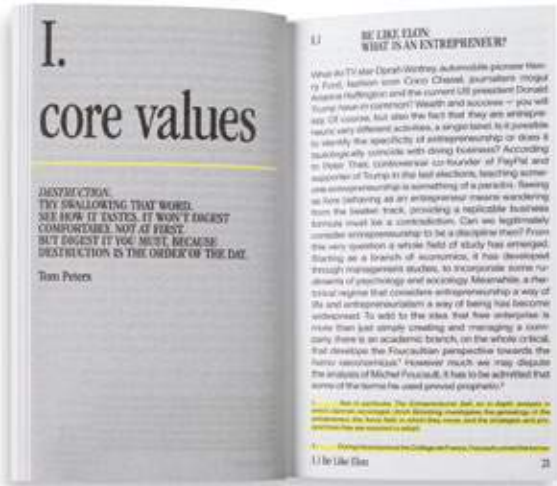 I.
core values
DESTRUCTION.
TRY SWALLOWING THAT WORD.
SEE HOW IT TASTES. IT WON'T DIGEST
COMFORTABLY. NOT AT FIRST.
BUT DIGEST IT YOU MUST, BECAUSE
DESTRUCTION IS THE ORDER OF THE DAY.
Tom Peters
1.1 BE LIKE ELON:
WHAT IS AN ENTREPRENEUR?
What do TV star Oprah Winfrey, automobile pioneer Hen-
ry Ford, fashion icon Coco Chanel, journalism mogul
Arianna Huffington and the current US president Donald
Trump have in common? Wealth and success – you will
say. Of course, but also the fact that they are entrepre-
neurs: very different activities, a single label. Is it possible
to identify the specificity of entrepreneurship or does it
tautologically coincide with doing business? According
to Peter Thiel, controversial co-founder of PayPal and
supporter of Trump in the last elections, teaching some-
one entrepreneurship is something of a paradox. Seeing
as how behaving as an entrepreneur means wandering
from the beaten track, providing a replicable business
formula must be a contradiction. Can we legitimately
consider entrepreneurship to be a discipline then? From
this very question a whole field of study has emerged.
Starting as a branch of economics, it has developed
through management studies, to incorporate some ru-
diments of psychology and sociology. Meanwhile, a rhe-
torical regime that considers entrepreneurship a way of
life and entrepreneurialism a way of being has become
widespread. To add to the idea that free enterprise is
more than just simply creating and managing a com-
pany, there is an academic branch, on the whole critical,
that develops the Foucaultian perspective towards the
homo oeconomicus. However much we may dispute
the analysis of Michel Foucault, it has to be admitted that
some of the terms he used proved prophetic.
1.1 Be Like Elon 23